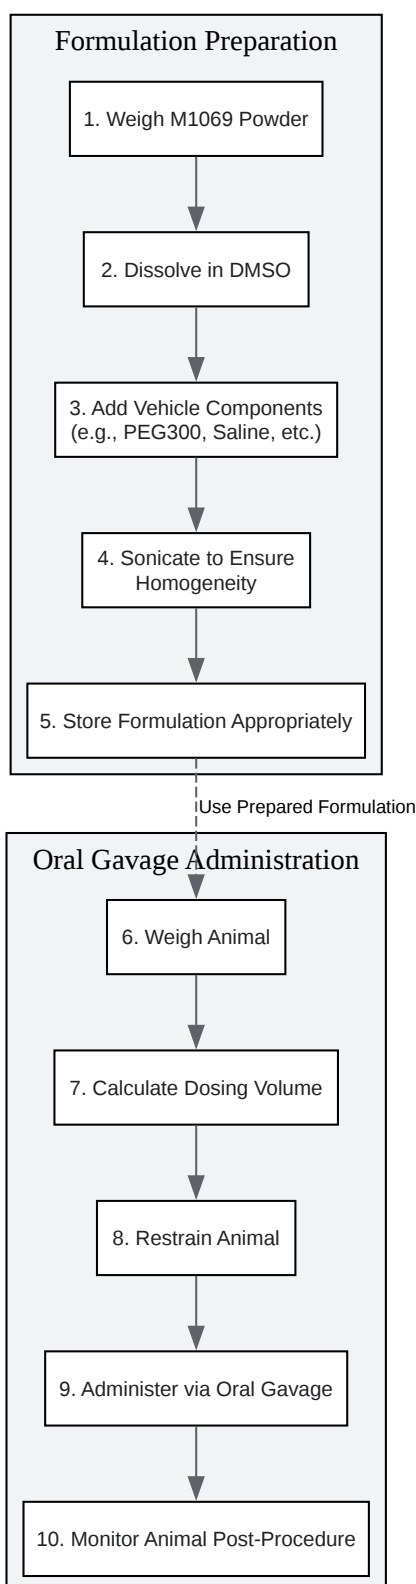 Formulation Preparation
1. Weigh M1069 Powder
2. Dissolve in DMSO
3. Add Vehicle Components
(e.g., PEG300, Saline, etc.)
4. Sonicate to Ensure
Homogeneity
5. Store Formulation Appropriately
Use Prepared Formulation
Oral Gavage Administration
6. Weigh Animal
7. Calculate Dosing Volume
8. Restrain Animal
9. Administer via Oral Gavage
10. Monitor Animal Post-Procedure